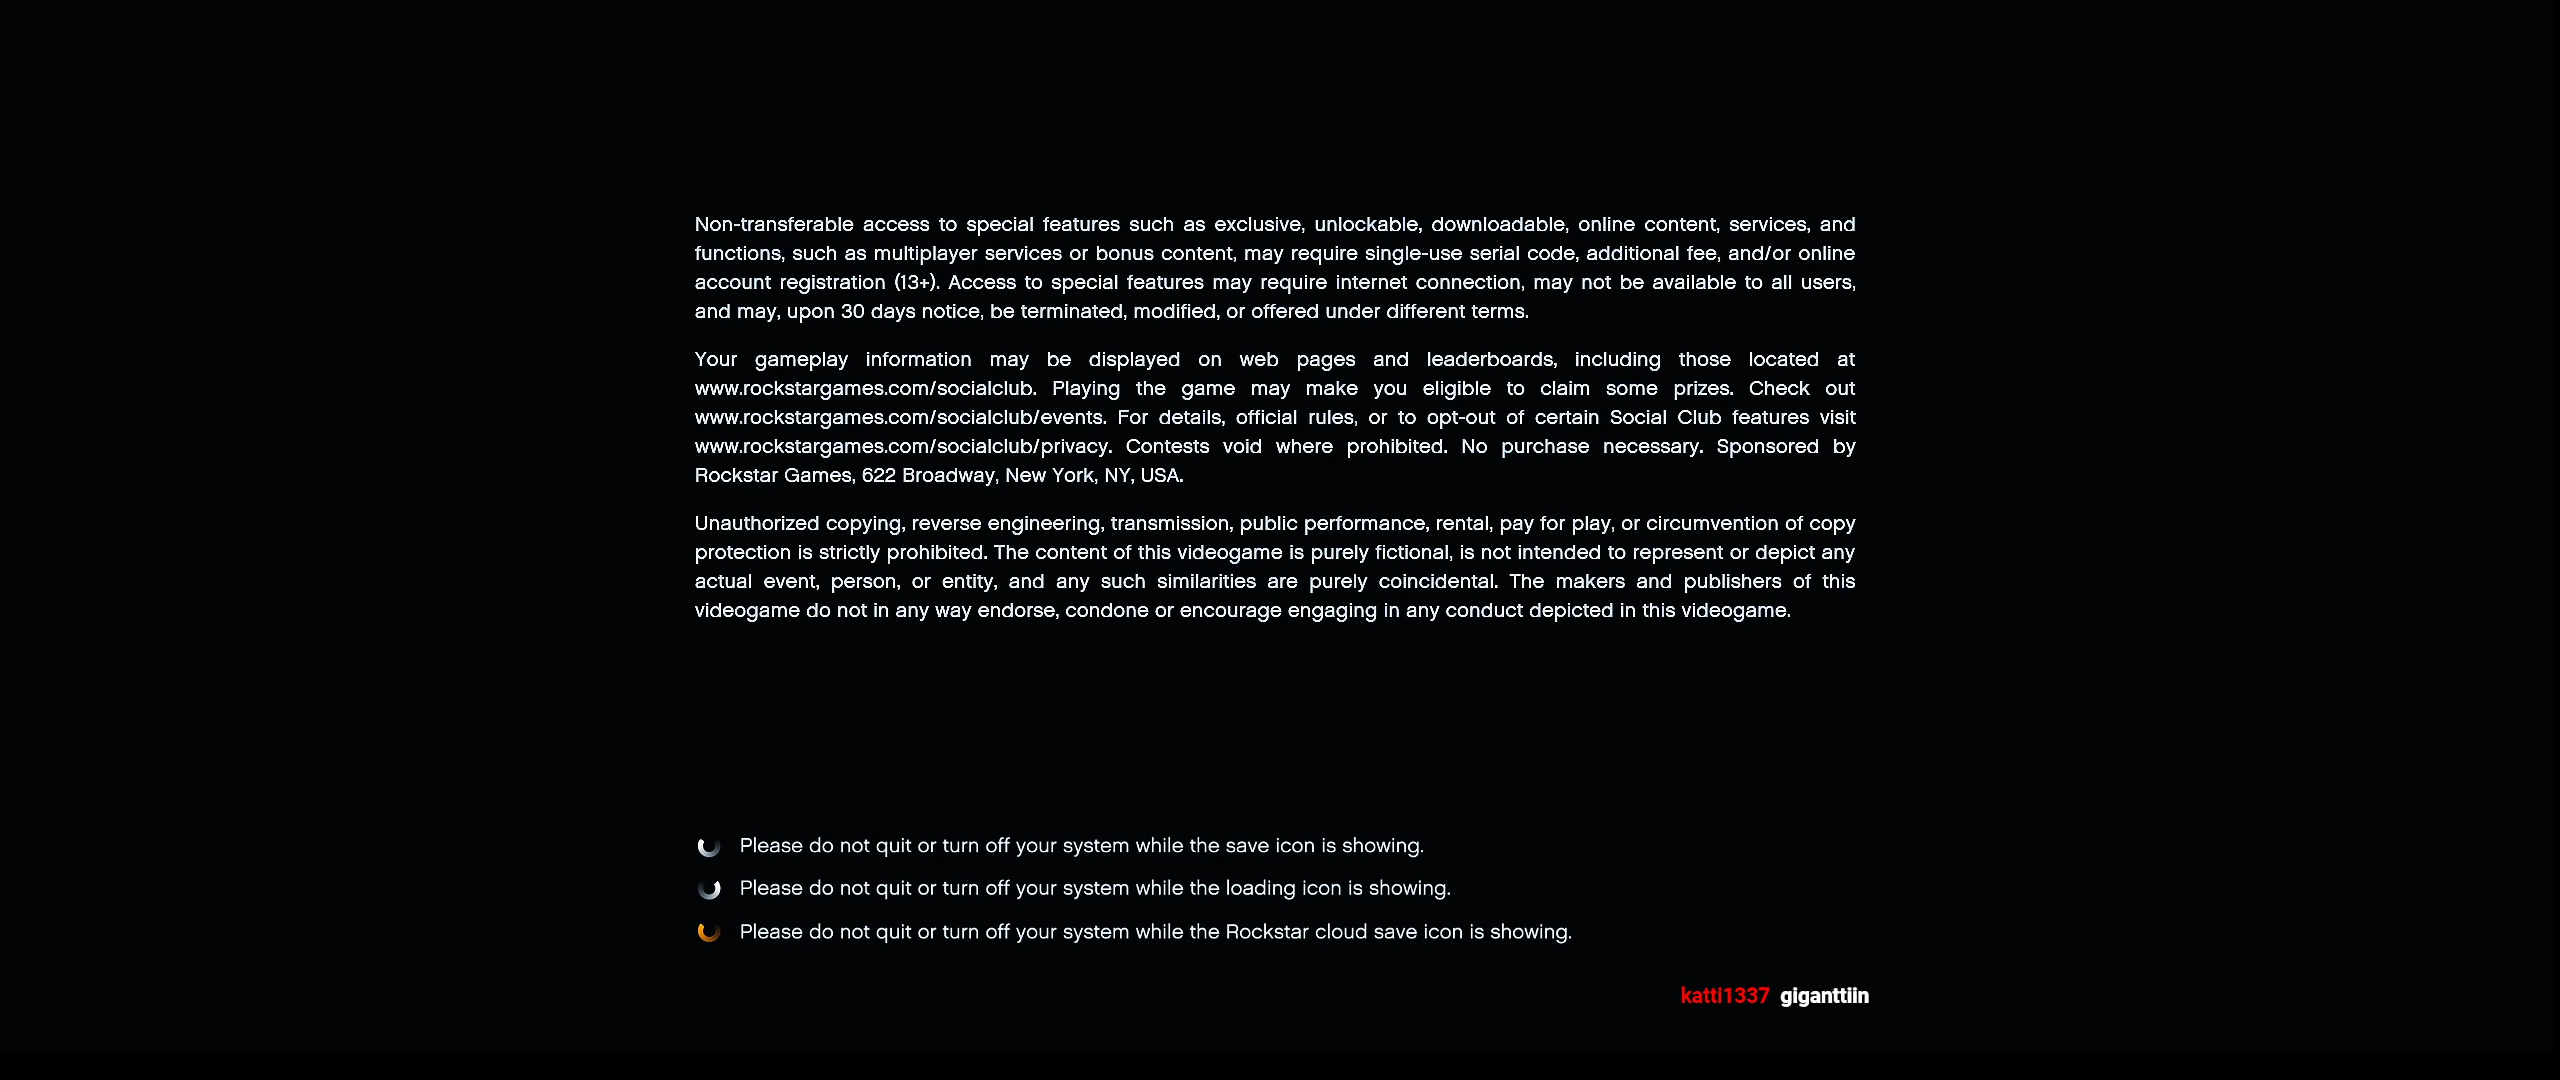 Non-transferable access to special features such as exclusive, unlockable, downloadable, online content, services, and
functions, such as multiplayer services or bonus content, may require single-use serial code, additional fee, and/or online
account registration (13+). Access to special features may require internet connection, may not be available to all users,
and may, upon 30 days notice, be terminated, modified, or offered under different terms.
Your gameplay information may be displayed on web pages and leaderboards, including those located at
www.rockstargames.com/socialclub. Playing the game may make you eligible to claim some prizes. Check out
www.rockstargames.com/socialclub/events. For details, official rules, or to opt-out of certain Social Club features visit
www.rockstargames.com/socialclub/privacy. Contests void where prohibited. No purchase necessary. Sponsored by
Rockstar Games, 622 Broadway, New York, NY, USA.
Unauthorized copying, reverse engineering, transmission, public performance, rental, pay for play, or circumvention of copy
protection is strictly prohibited. The content of this videogame is purely fictional, is not intended to represent or depict any
actual event, person, or entity, and any such similarities are purely coincidental. The makers and publishers of this
videogame do not in any way endorse, condone or encourage engaging in any conduct depicted in this videogame.
Please do not quit or turn off your system while the save icon is showing.
Please do not quit or turn off your system while the loading icon is showing.
Please do not quit or turn off your system while the Rockstar cloud save icon is showing.
katti1337 giganttiin